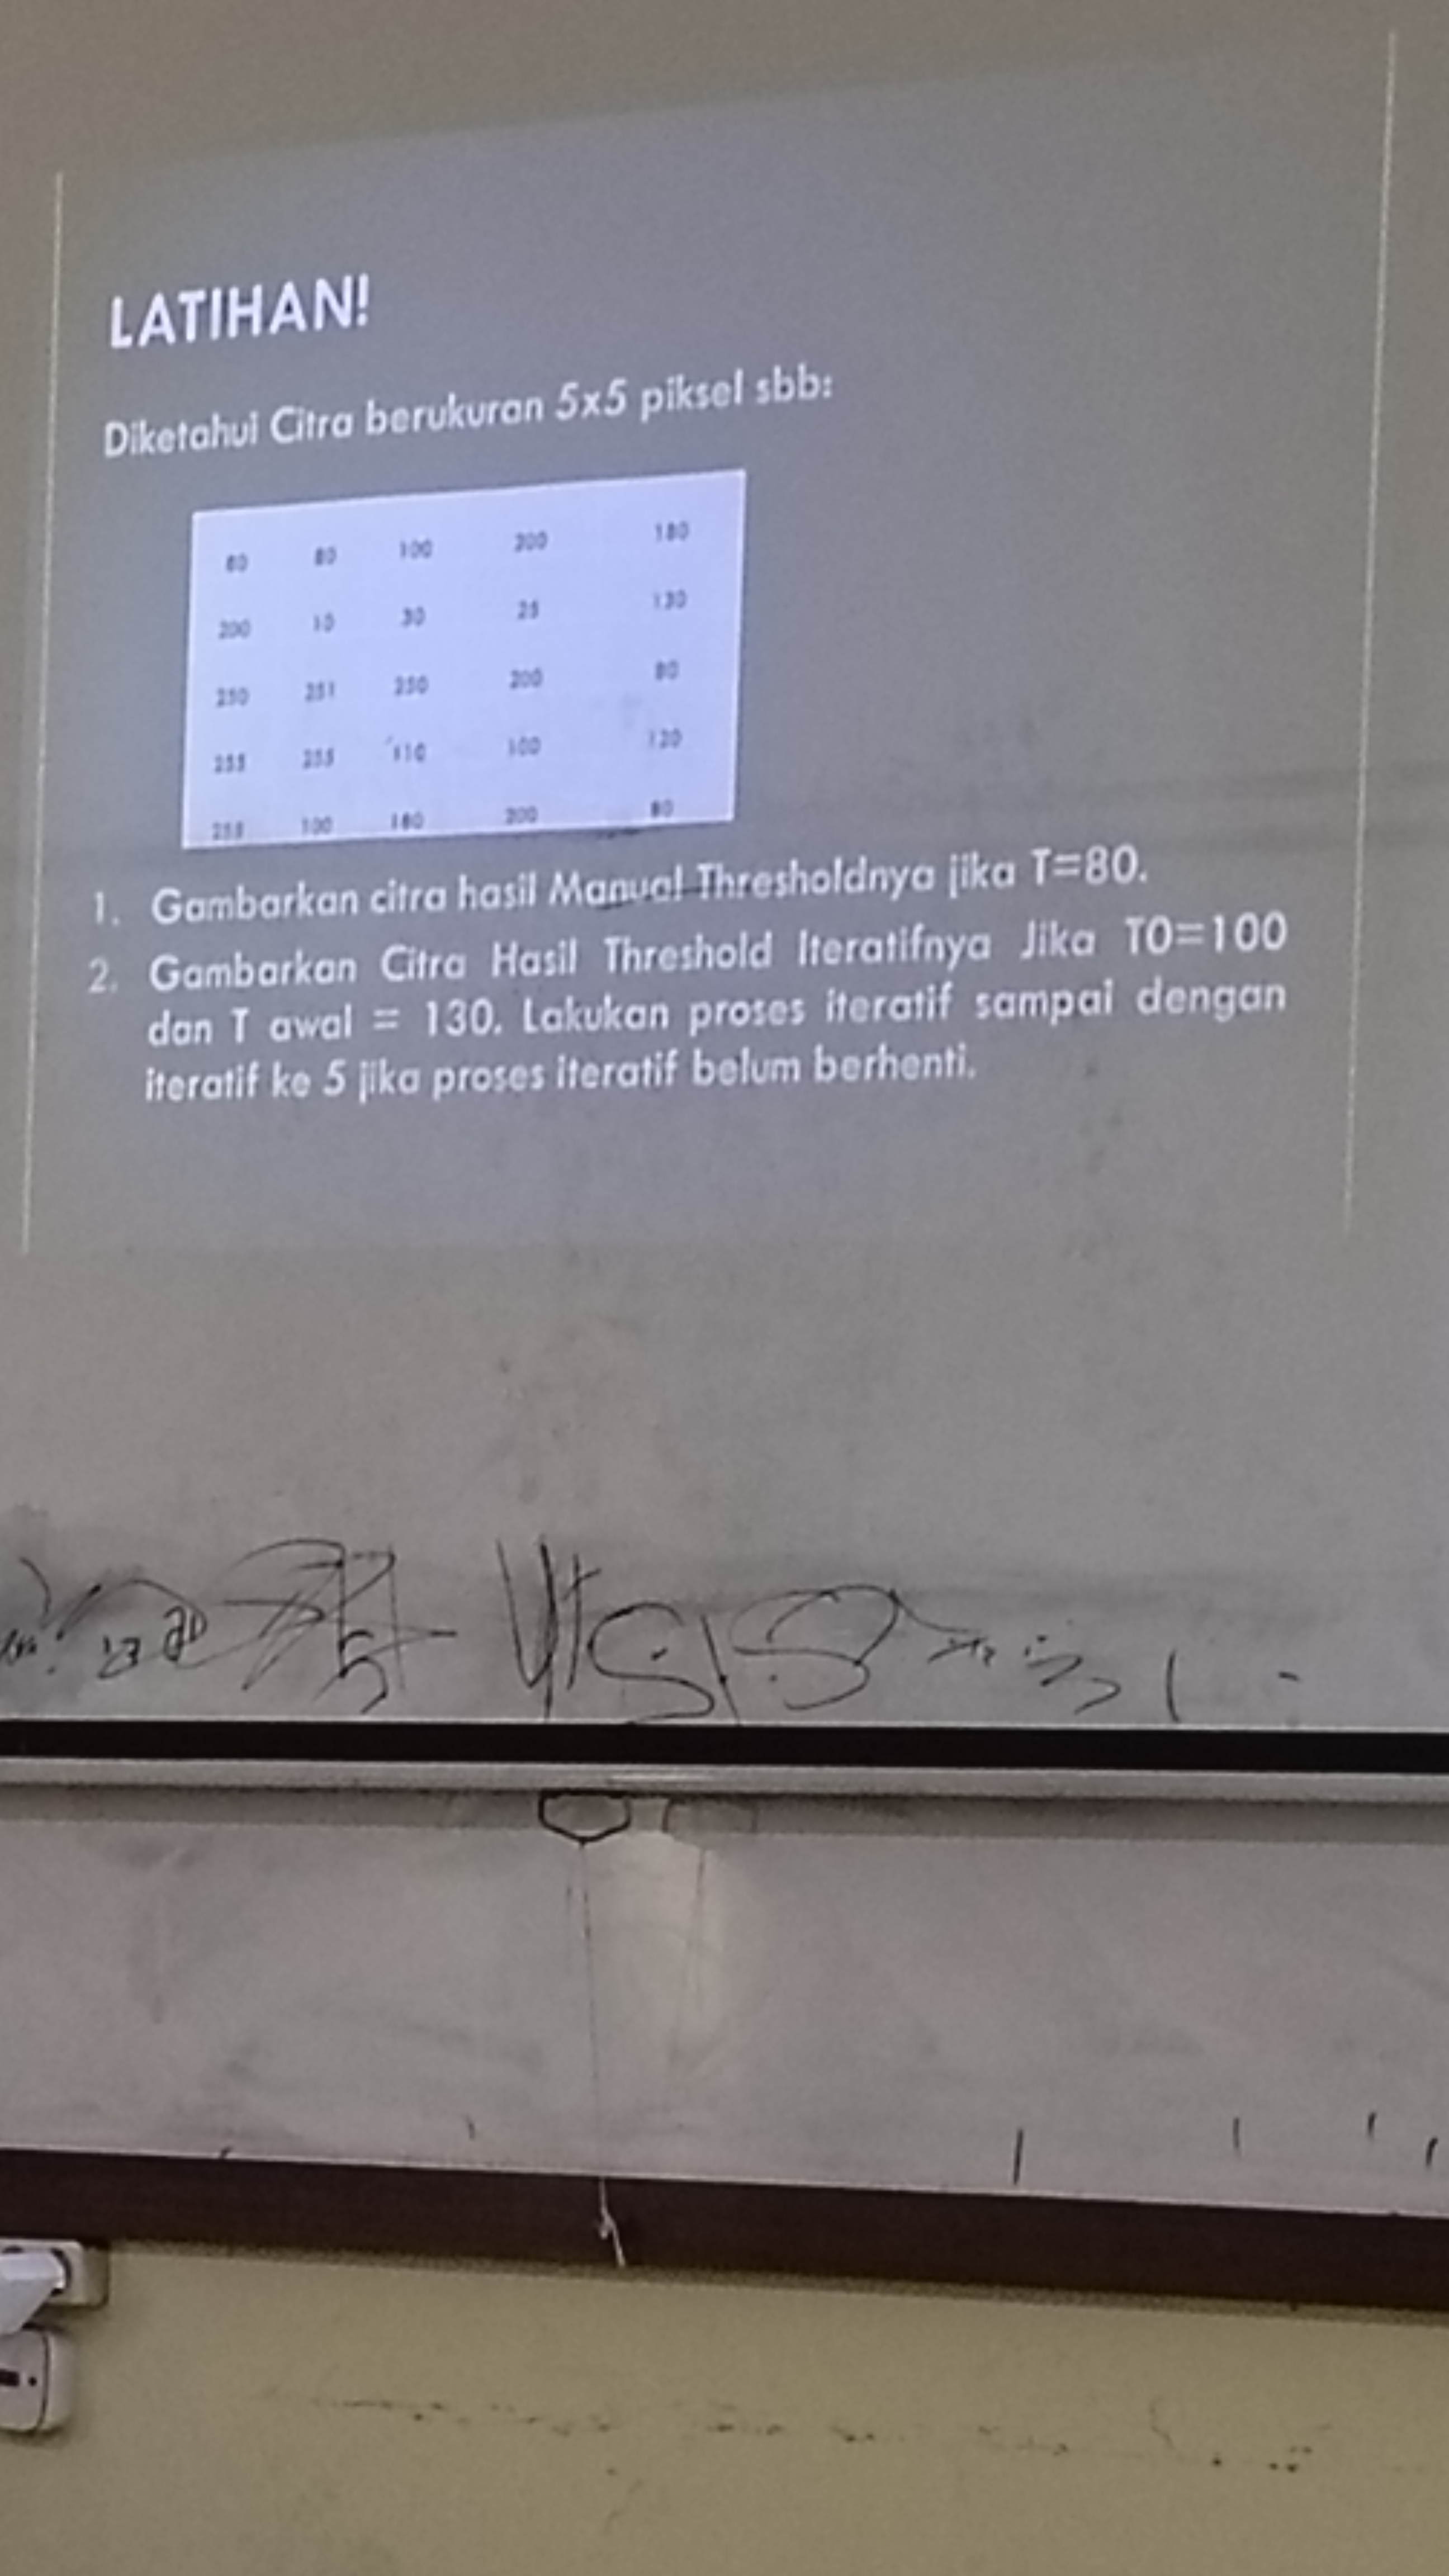 LATIHAN!
Diketahui Citra berukuran 5x5 piksel sbb:
80 100 200 180
200 10 30 25 130
250 251 250 200 80
255 255 110 100 120
255 100 180 200 80
1. Gambarkan citra hasil Manual Thresholdnya jika T=80.
2. Gambarkan Citra Hasil Threshold Iteratifnya Jika T0=100
dan T awal = 130. Lakukan proses iteratif sampai dengan
iteratif ke 5 jika proses iteratif belum berhenti.